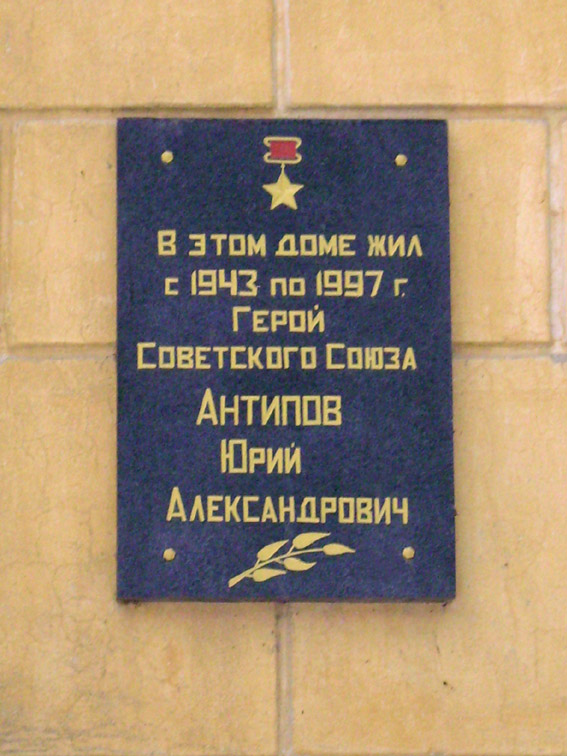 В этом доме жил
с 1943 по 1997 г.
Герой
Советского Союза
Антипов
Юрий
Александрович